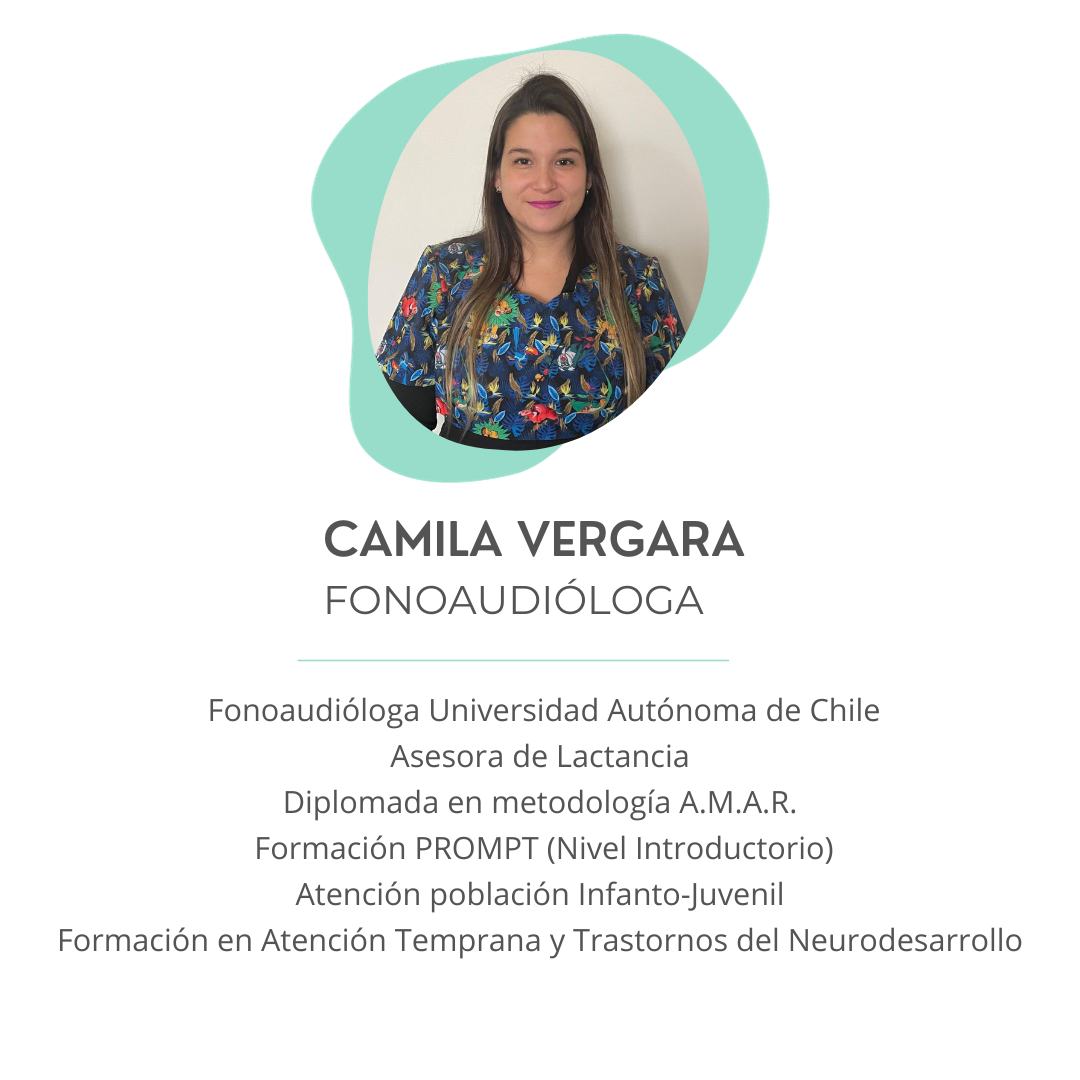 CAMILA VERGARA
FONOAUDIÓLOGA
Fonoaudióloga Universidad Autónoma de Chile
Asesora de Lactancia
Diplomada en metodología A.M.A.R.
Formación PROMPT (Nivel Introductorio)
Atención población Infanto-Juvenil
Formación en Atención Temprana y Trastornos del Neurodesarrollo